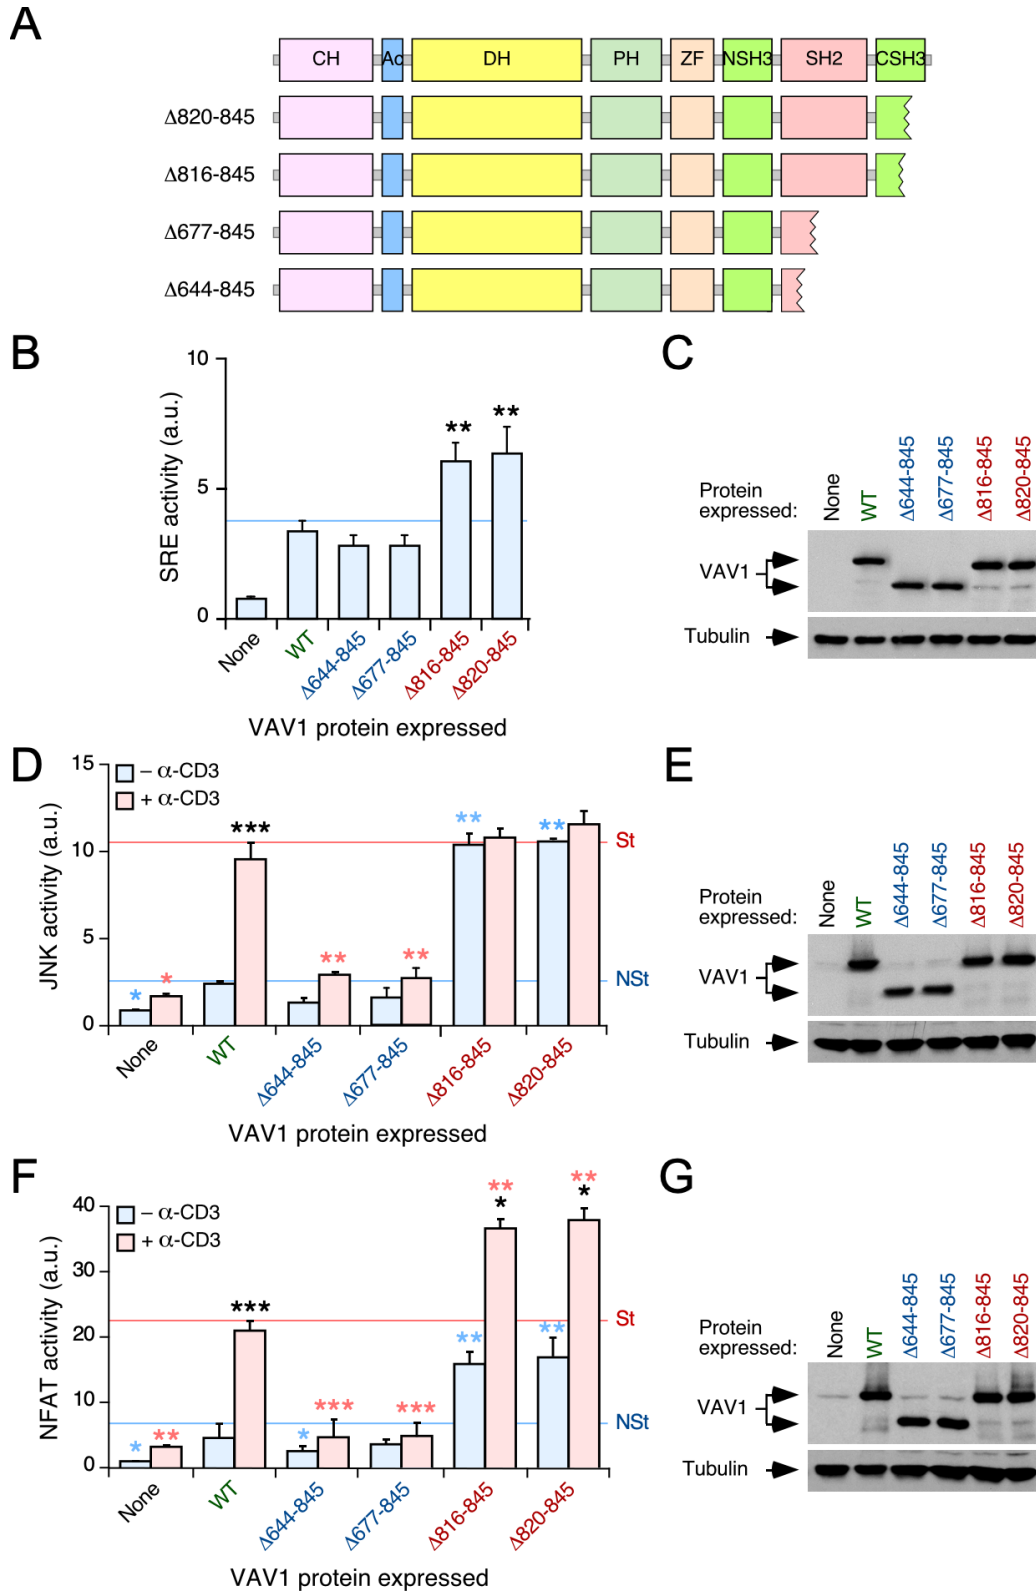 A
CH Ac DH PH ZF NSH3 SH2 CSH3
Δ820-845
Δ816-845
Δ677-845
Δ644-845
B
10
5
0
SRE activity (a.u.)
** **
None WT Δ644-845 Δ677-845 Δ816-845 Δ820-845
VAV1 protein expressed
C
Protein
expressed:
None WT Δ644-845 Δ677-845 Δ816-845 Δ820-845
VAV1
Tubulin
D
15
10
5
0
JNK activity (a.u.)
– α-CD3
+ α-CD3
* * *** ** ** ** **
St
NSt
None WT Δ644-845 Δ677-845 Δ816-845 Δ820-845
VAV1 protein expressed
E
Protein
expressed:
None WT Δ644-845 Δ677-845 Δ816-845 Δ820-845
VAV1
Tubulin
F
40
30
20
10
0
NFAT activity (a.u.)
– α-CD3
+ α-CD3
** **
* *
* ** *** * *** *** ** **
St
NSt
None WT Δ644-845 Δ677-845 Δ816-845 Δ820-845
VAV1 protein expressed
G
Protein
expressed:
None WT Δ644-845 Δ677-845 Δ816-845 Δ820-845
VAV1
Tubulin